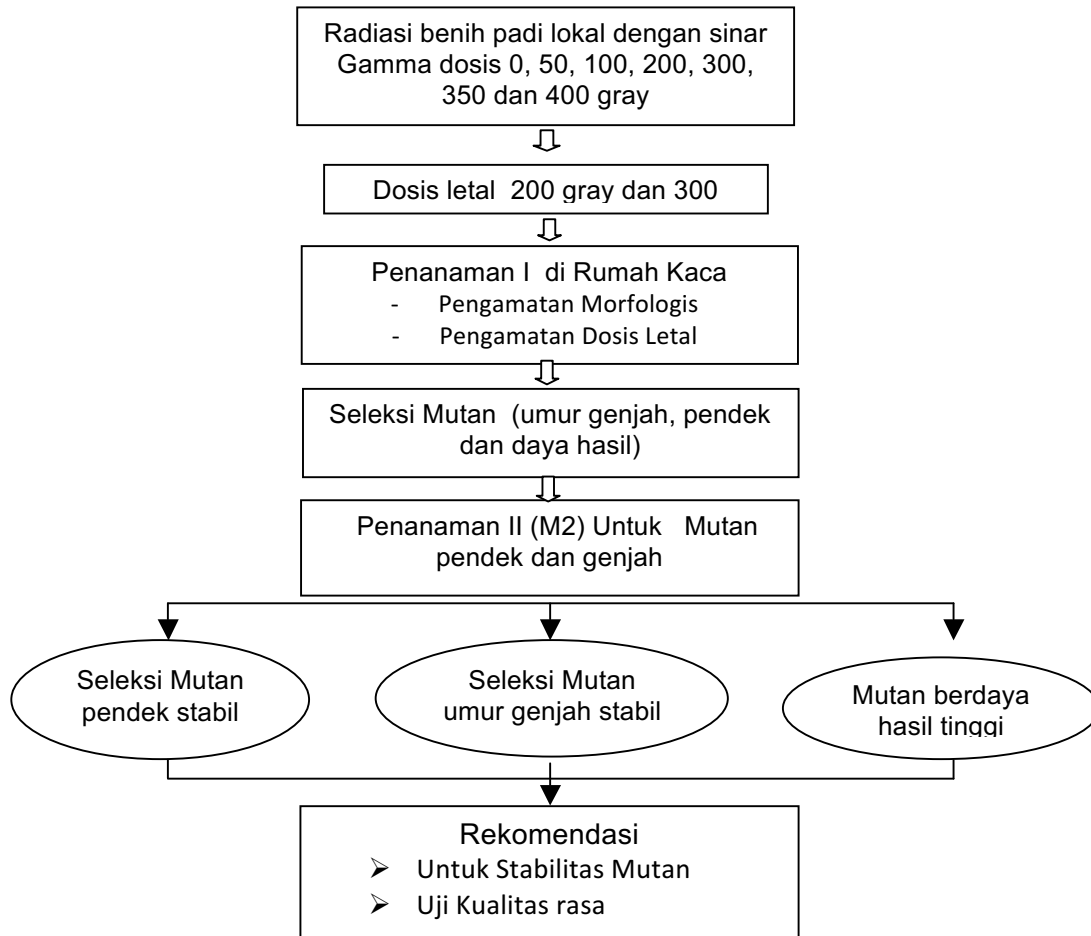 Radiasi benih padi lokal dengan sinar
Gamma dosis 0, 50, 100, 200, 300,
350 dan 400 gray
Dosis letal 200 gray dan 300
Penanaman I di Rumah Kaca
- Pengamatan Morfologis
- Pengamatan Dosis Letal
Seleksi Mutan (umur genjah, pendek
dan daya hasil)
Penanaman II (M2) Untuk Mutan
pendek dan genjah
Seleksi Mutan
pendek stabil
Seleksi Mutan
umur genjah stabil
Mutan berdaya
hasil tinggi
Rekomendasi
➢ Untuk Stabilitas Mutan
➢ Uji Kualitas rasa